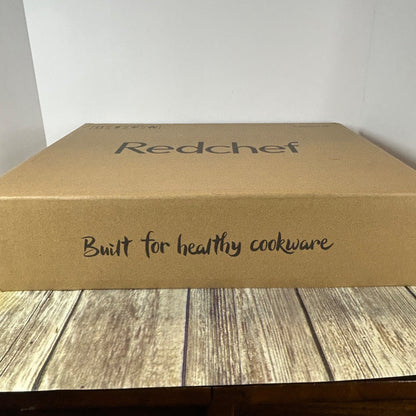 Redchef
Built for healthy cookware